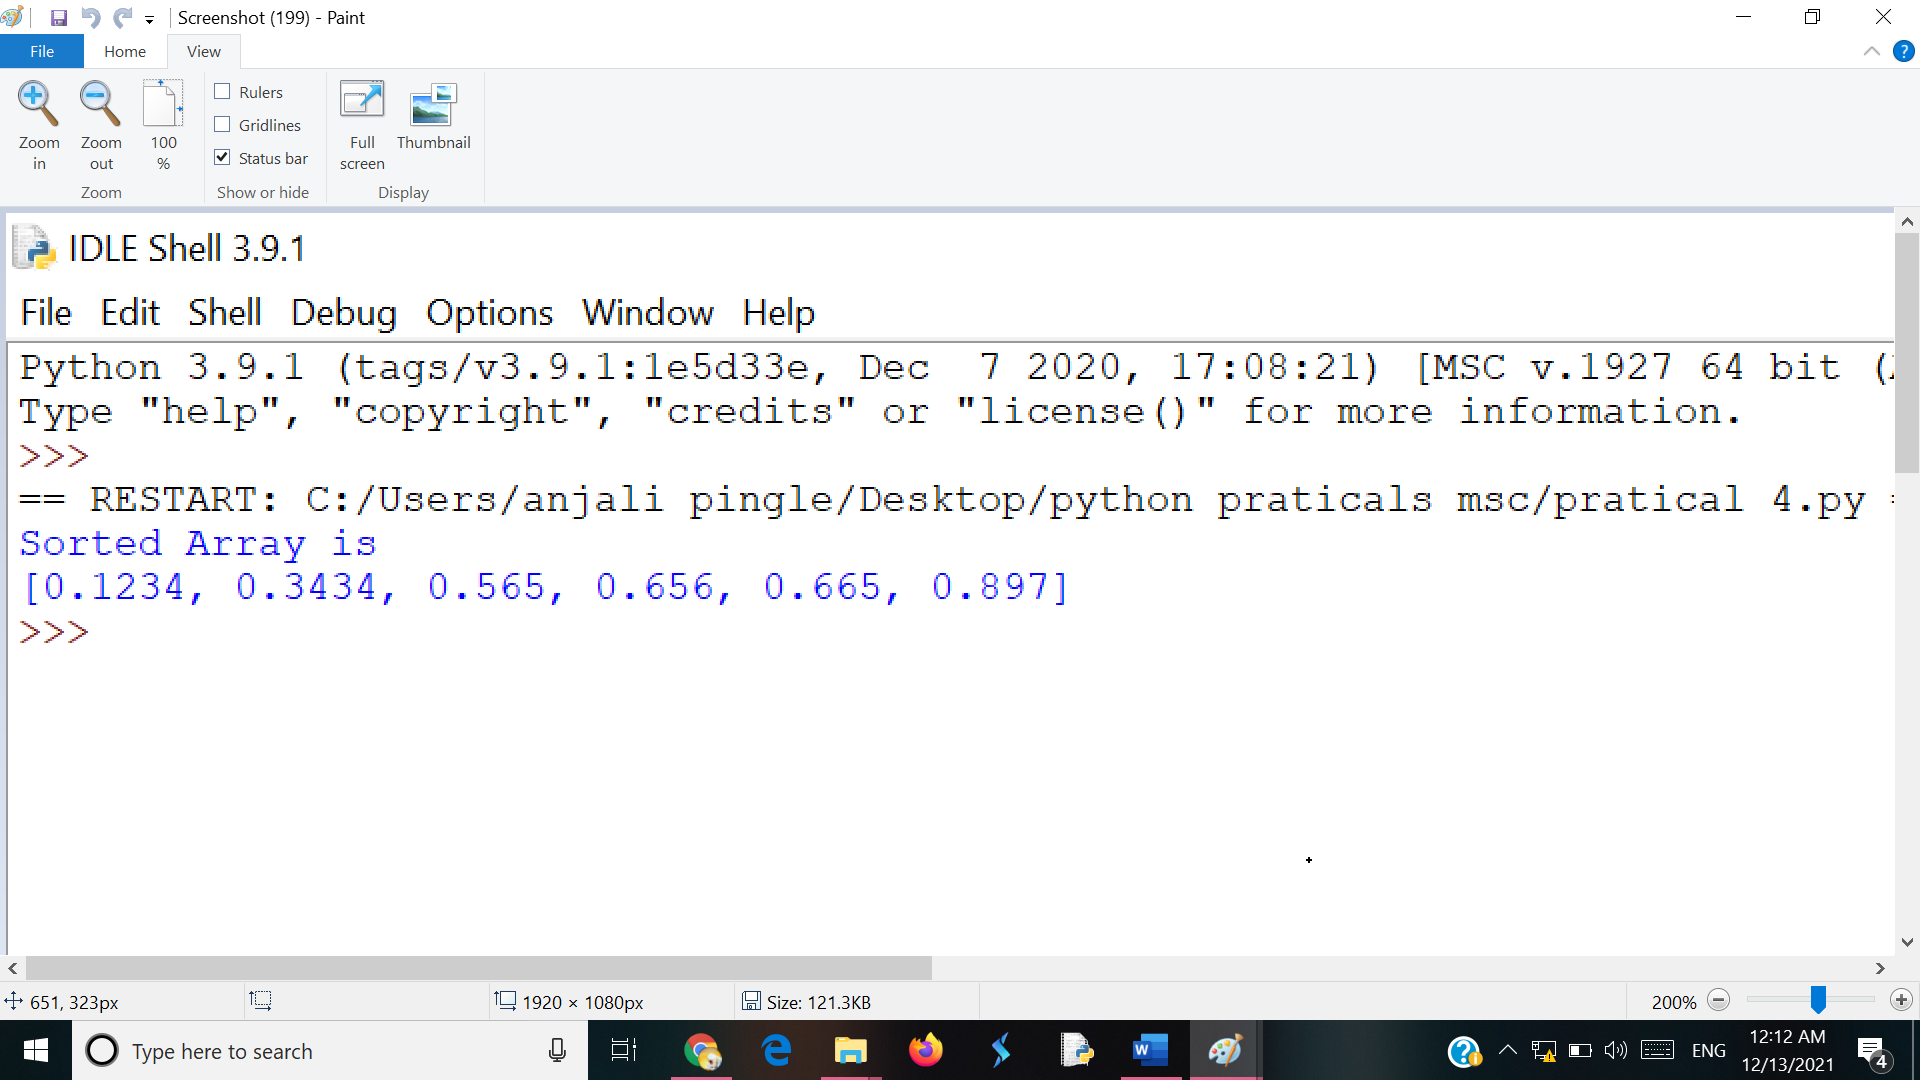 Screenshot (199) - Paint
File Home View
Zoom in
Zoom out
100 %
Rulers
Gridlines
Status bar
Full screen
Thumbnail
Zoom
Show or hide
Display
IDLE Shell 3.9.1
File Edit Shell Debug Options Window Help
Python 3.9.1 (tags/v3.9.1:1e5d33e, Dec  7 2020, 17:08:21) [MSC v.1927 64 bit (
Type "help", "copyright", "credits" or "license()" for more information.
>>>
== RESTART: C:/Users/anjali pingle/Desktop/python praticals msc/pratical 4.py =
Sorted Array is
[0.1234, 0.3434, 0.565, 0.656, 0.665, 0.897]
>>>
651, 323px
1920 × 1080px
Size: 121.3KB
200%
Type here to search
ENG
12:12 AM
12/13/2021
4